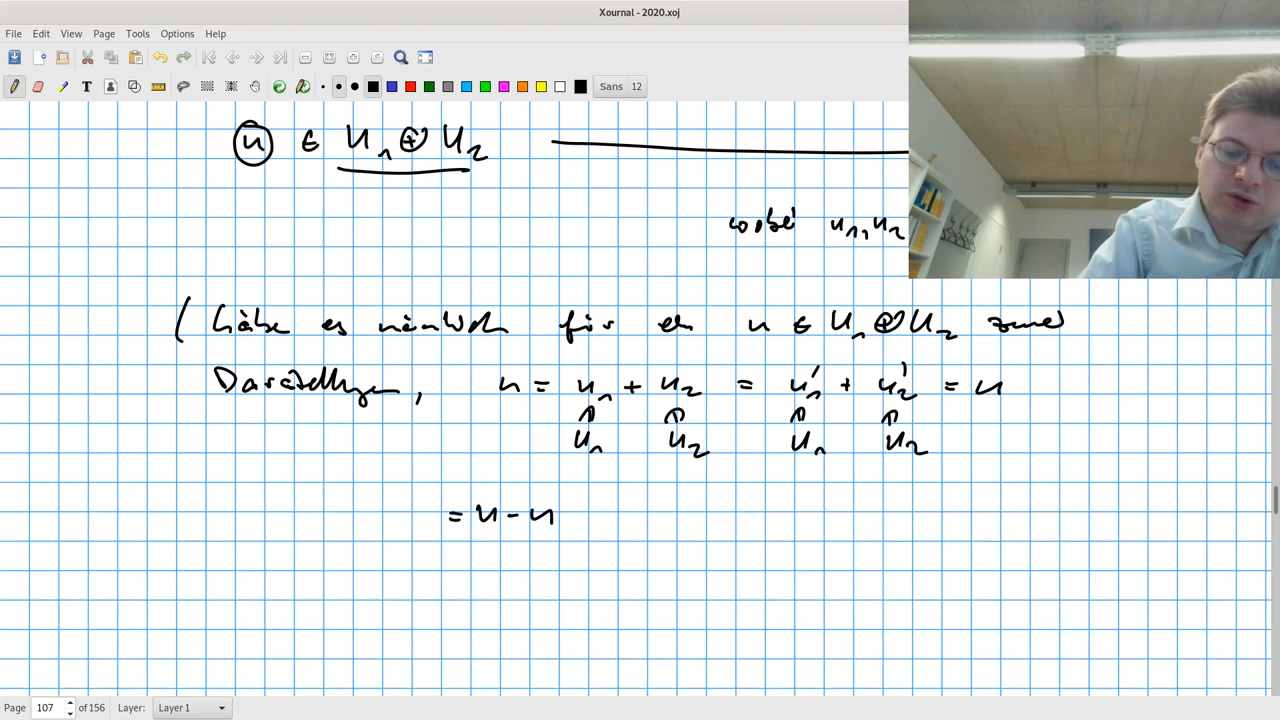 Xournal - 2020.xoj
File Edit View Page Tools Options Help
Sans 12
u ∈ U₁ ⊕ U₂
wobei u₁, u₂
( Gäbe es nämlich für ein u ∈ U₁ ⊕ U₂ zwei
Darstellungen, u = u₁ + u₂ = u₁' + u₂' = u
∈ ∈ ∈ ∈
U₁ U₂ U₁ U₂
= u - u
Page 107 of 156 Layer: Layer 1